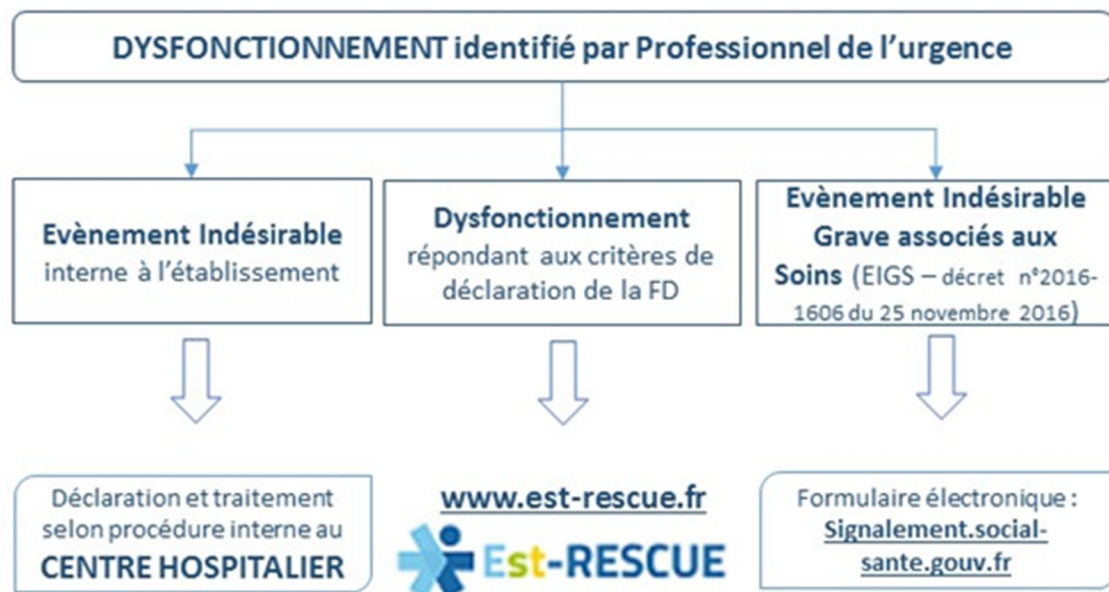 DYSFONCTIONNEMENT identifié par Professionnel de l'urgence
Evènement Indésirable
interne à l'établissement
Dysfonctionnement
répondant aux critères de
déclaration de la FD
Evènement Indésirable
Grave associés aux
Soins (EIGS – décret n°2016-
1606 du 25 novembre 2016)
Déclaration et traitement
selon procédure interne au
CENTRE HOSPITALIER
www.est-rescue.fr
Est-RESCUE
Formulaire électronique :
Signalement.social-
sante.gouv.fr